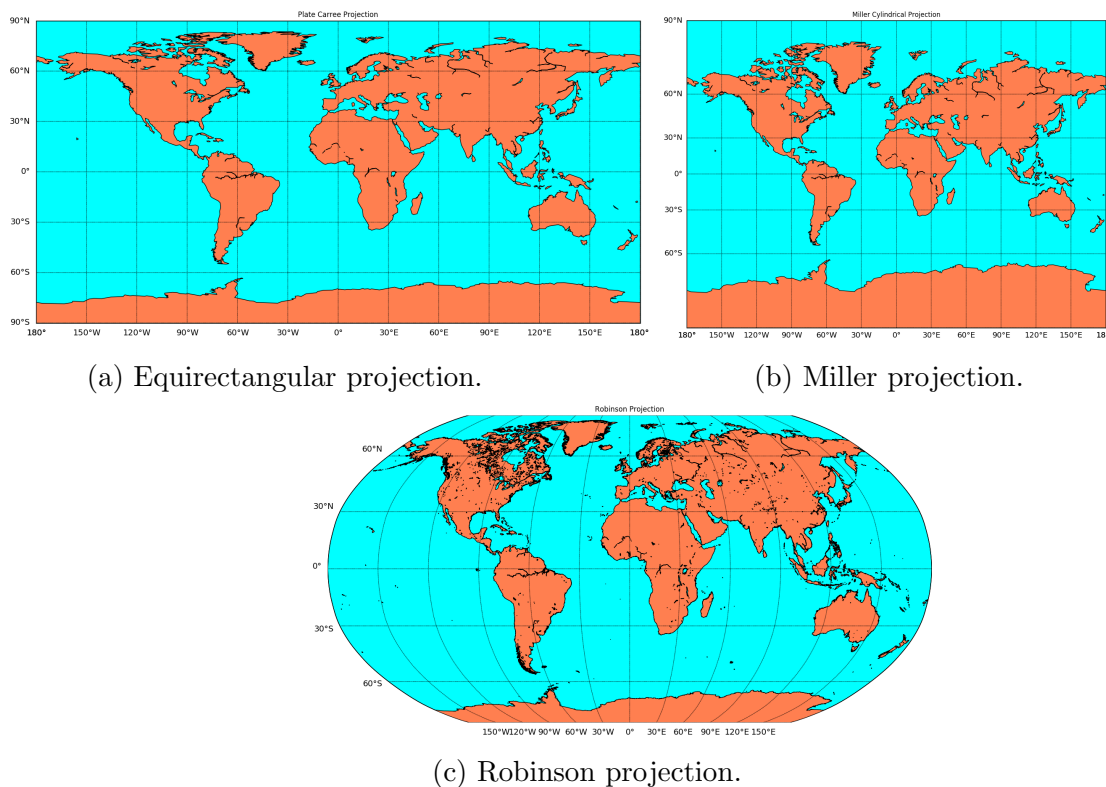 Plate Carree Projection
90°N
60°N
30°N
0°
30°S
60°S
90°S
180° 150°W 120°W 90°W 60°W 30°W 0° 30°E 60°E 90°E 120°E 150°E 180°
(a) Equirectangular projection.
Miller Cylindrical Projection
90°N
60°N
30°N
0°
30°S
60°S
180° 150°W 120°W 90°W 60°W 30°W 0° 30°E 60°E 90°E 120°E 150°E 180°
(b) Miller projection.
Robinson Projection
60°N
30°N
0°
30°S
60°S
150°W 120°W 90°W 60°W 30°W 0° 30°E 60°E 90°E 120°E 150°E
(c) Robinson projection.